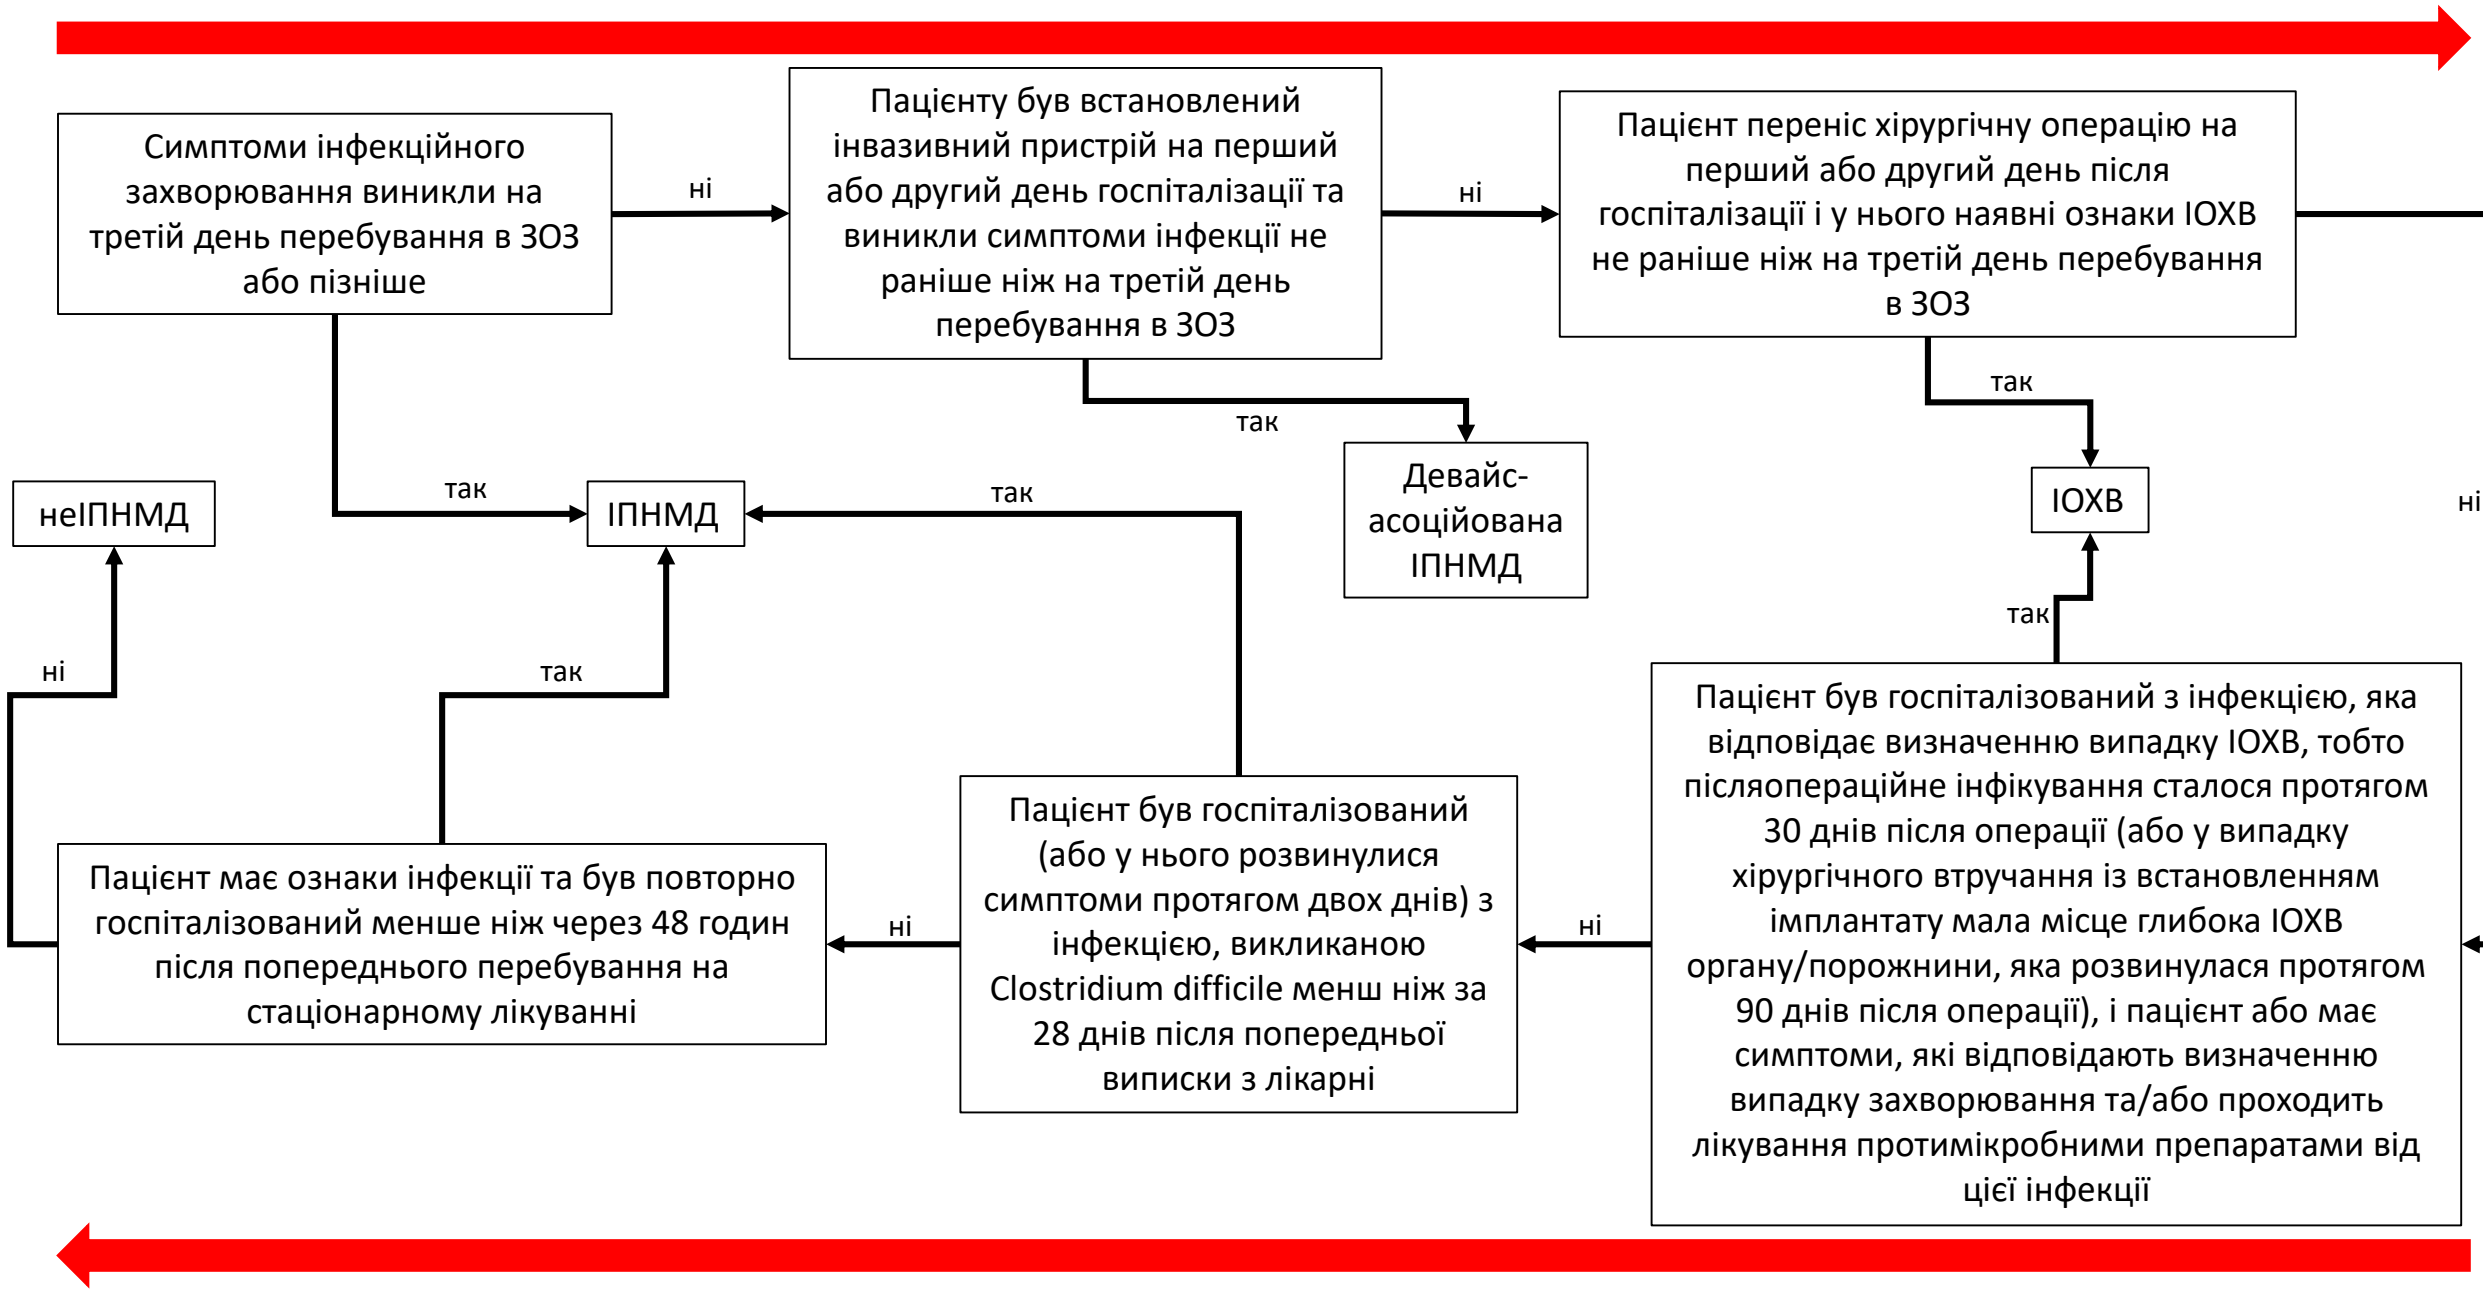 Симптоми інфекційного
захворювання виникли на
третій день перебування в ЗОЗ
або пізніше
ні
Пацієнту був встановлений
інвазивний пристрій на перший
або другий день госпіталізації та
виникли симптоми інфекції не
раніше ніж на третій день
перебування в ЗОЗ
ні
Пацієнт переніс хірургічну операцію на
перший або другий день після
госпіталізації і у нього наявні ознаки ІОХВ
не раніше ніж на третій день перебування
в ЗОЗ
так
так
неІПНМД
так
ІПНМД
так
Девайс-
асоційована
ІПНМД
ІОХВ
ні
ні
так
так
Пацієнт був госпіталізований з інфекцією, яка
відповідає визначенню випадку ІОХВ, тобто
післяопераційне інфікування сталося протягом
30 днів після операції (або у випадку
хірургічного втручання із встановленням
імплантату мала місце глибока ІОХВ
органу/порожнини, яка розвинулася протягом
90 днів після операції), і пацієнт або має
симптоми, які відповідають визначенню
випадку захворювання та/або проходить
лікування протимікробними препаратами від
цієї інфекції
ні
Пацієнт був госпіталізований
(або у нього розвинулися
симптоми протягом двох днів) з
інфекцією, викликаною
Clostridium difficile менш ніж за
28 днів після попередньої
виписки з лікарні
ні
Пацієнт має ознаки інфекції та був повторно
госпіталізований менше ніж через 48 годин
після попереднього перебування на
стаціонарному лікуванні